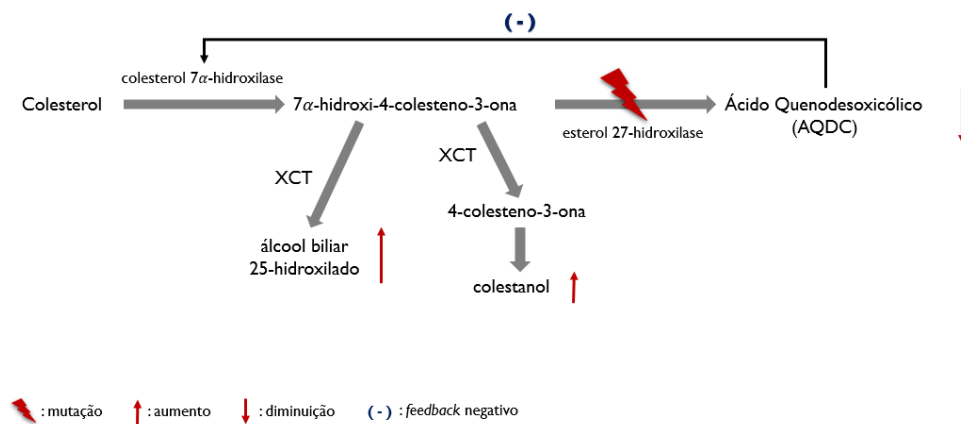 (-)
colesterol 7α-hidroxilase
Colesterol
7α-hidroxi-4-colesteno-3-ona
esterol 27-hidroxilase
Ácido Quenodesoxicólico
(AQDC)
XCT
XCT
4-colesteno-3-ona
álcool biliar
25-hidroxilado
colestanol
: mutação
: aumento
: diminuição
(-) : feedback negativo